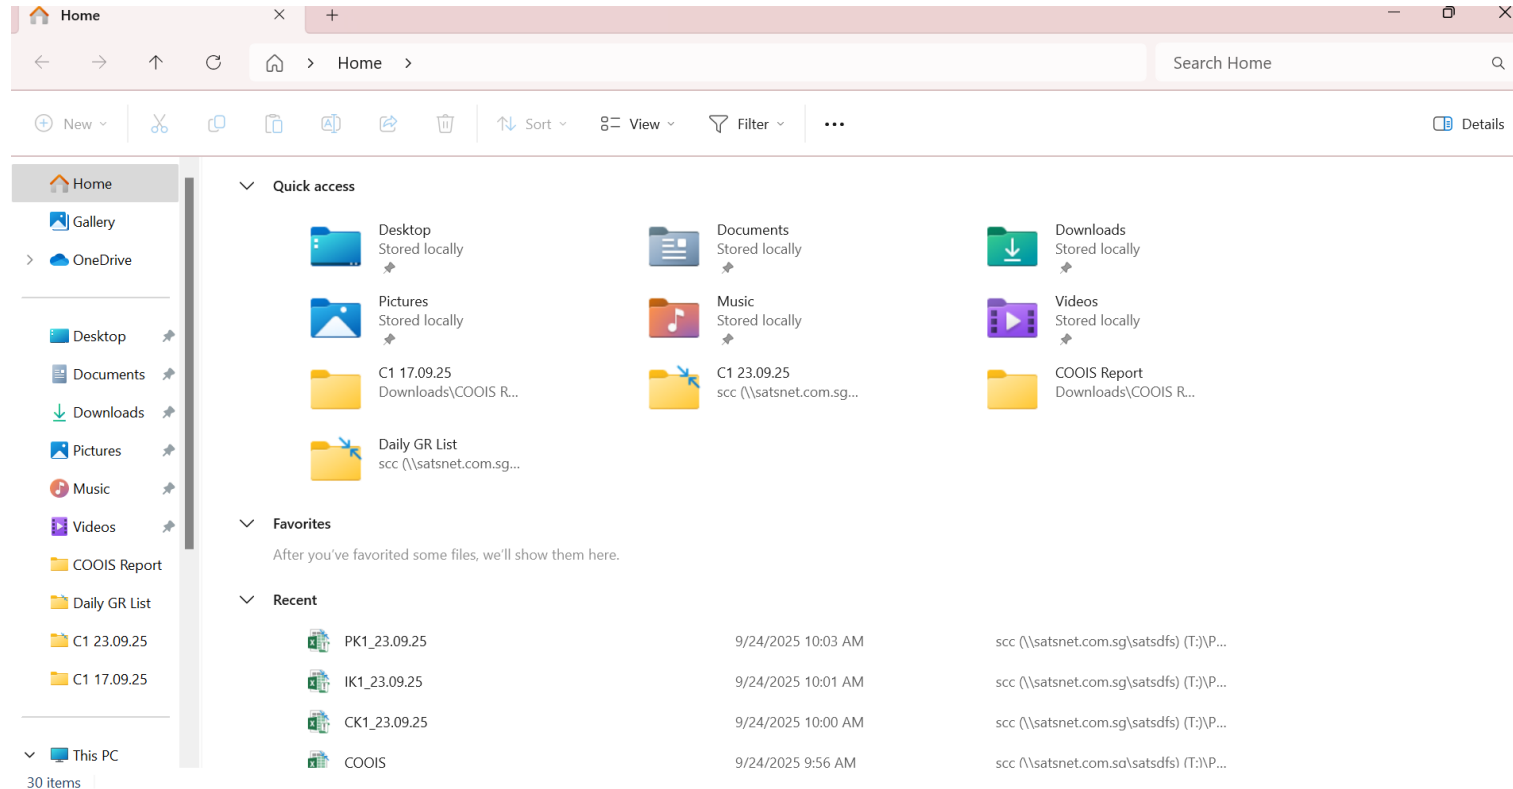 Home
Home
Search Home
New
Sort
View
Filter
Details
Home
Gallery
OneDrive
Desktop
Documents
Downloads
Pictures
Music
Videos
COOIS Report
Daily GR List
C1 23.09.25
C1 17.09.25
This PC
30 items
Quick access
Desktop
Stored locally
Documents
Stored locally
Downloads
Stored locally
Pictures
Stored locally
Music
Stored locally
Videos
Stored locally
C1 17.09.25
Downloads\COOIS R...
C1 23.09.25
scc (\\satsnet.com.sg...
COOIS Report
Downloads\COOIS R...
Daily GR List
scc (\\satsnet.com.sg...
Favorites
After you've favorited some files, we'll show them here.
Recent
PK1_23.09.25 9/24/2025 10:03 AM scc (\\satsnet.com.sg\satsdfs) (T:)\P...
IK1_23.09.25 9/24/2025 10:01 AM scc (\\satsnet.com.sg\satsdfs) (T:)\P...
CK1_23.09.25 9/24/2025 10:00 AM scc (\\satsnet.com.sg\satsdfs) (T:)\P...
COOIS 9/24/2025 9:56 AM scc (\\satsnet.com.sg\satsdfs) (T:)\P...